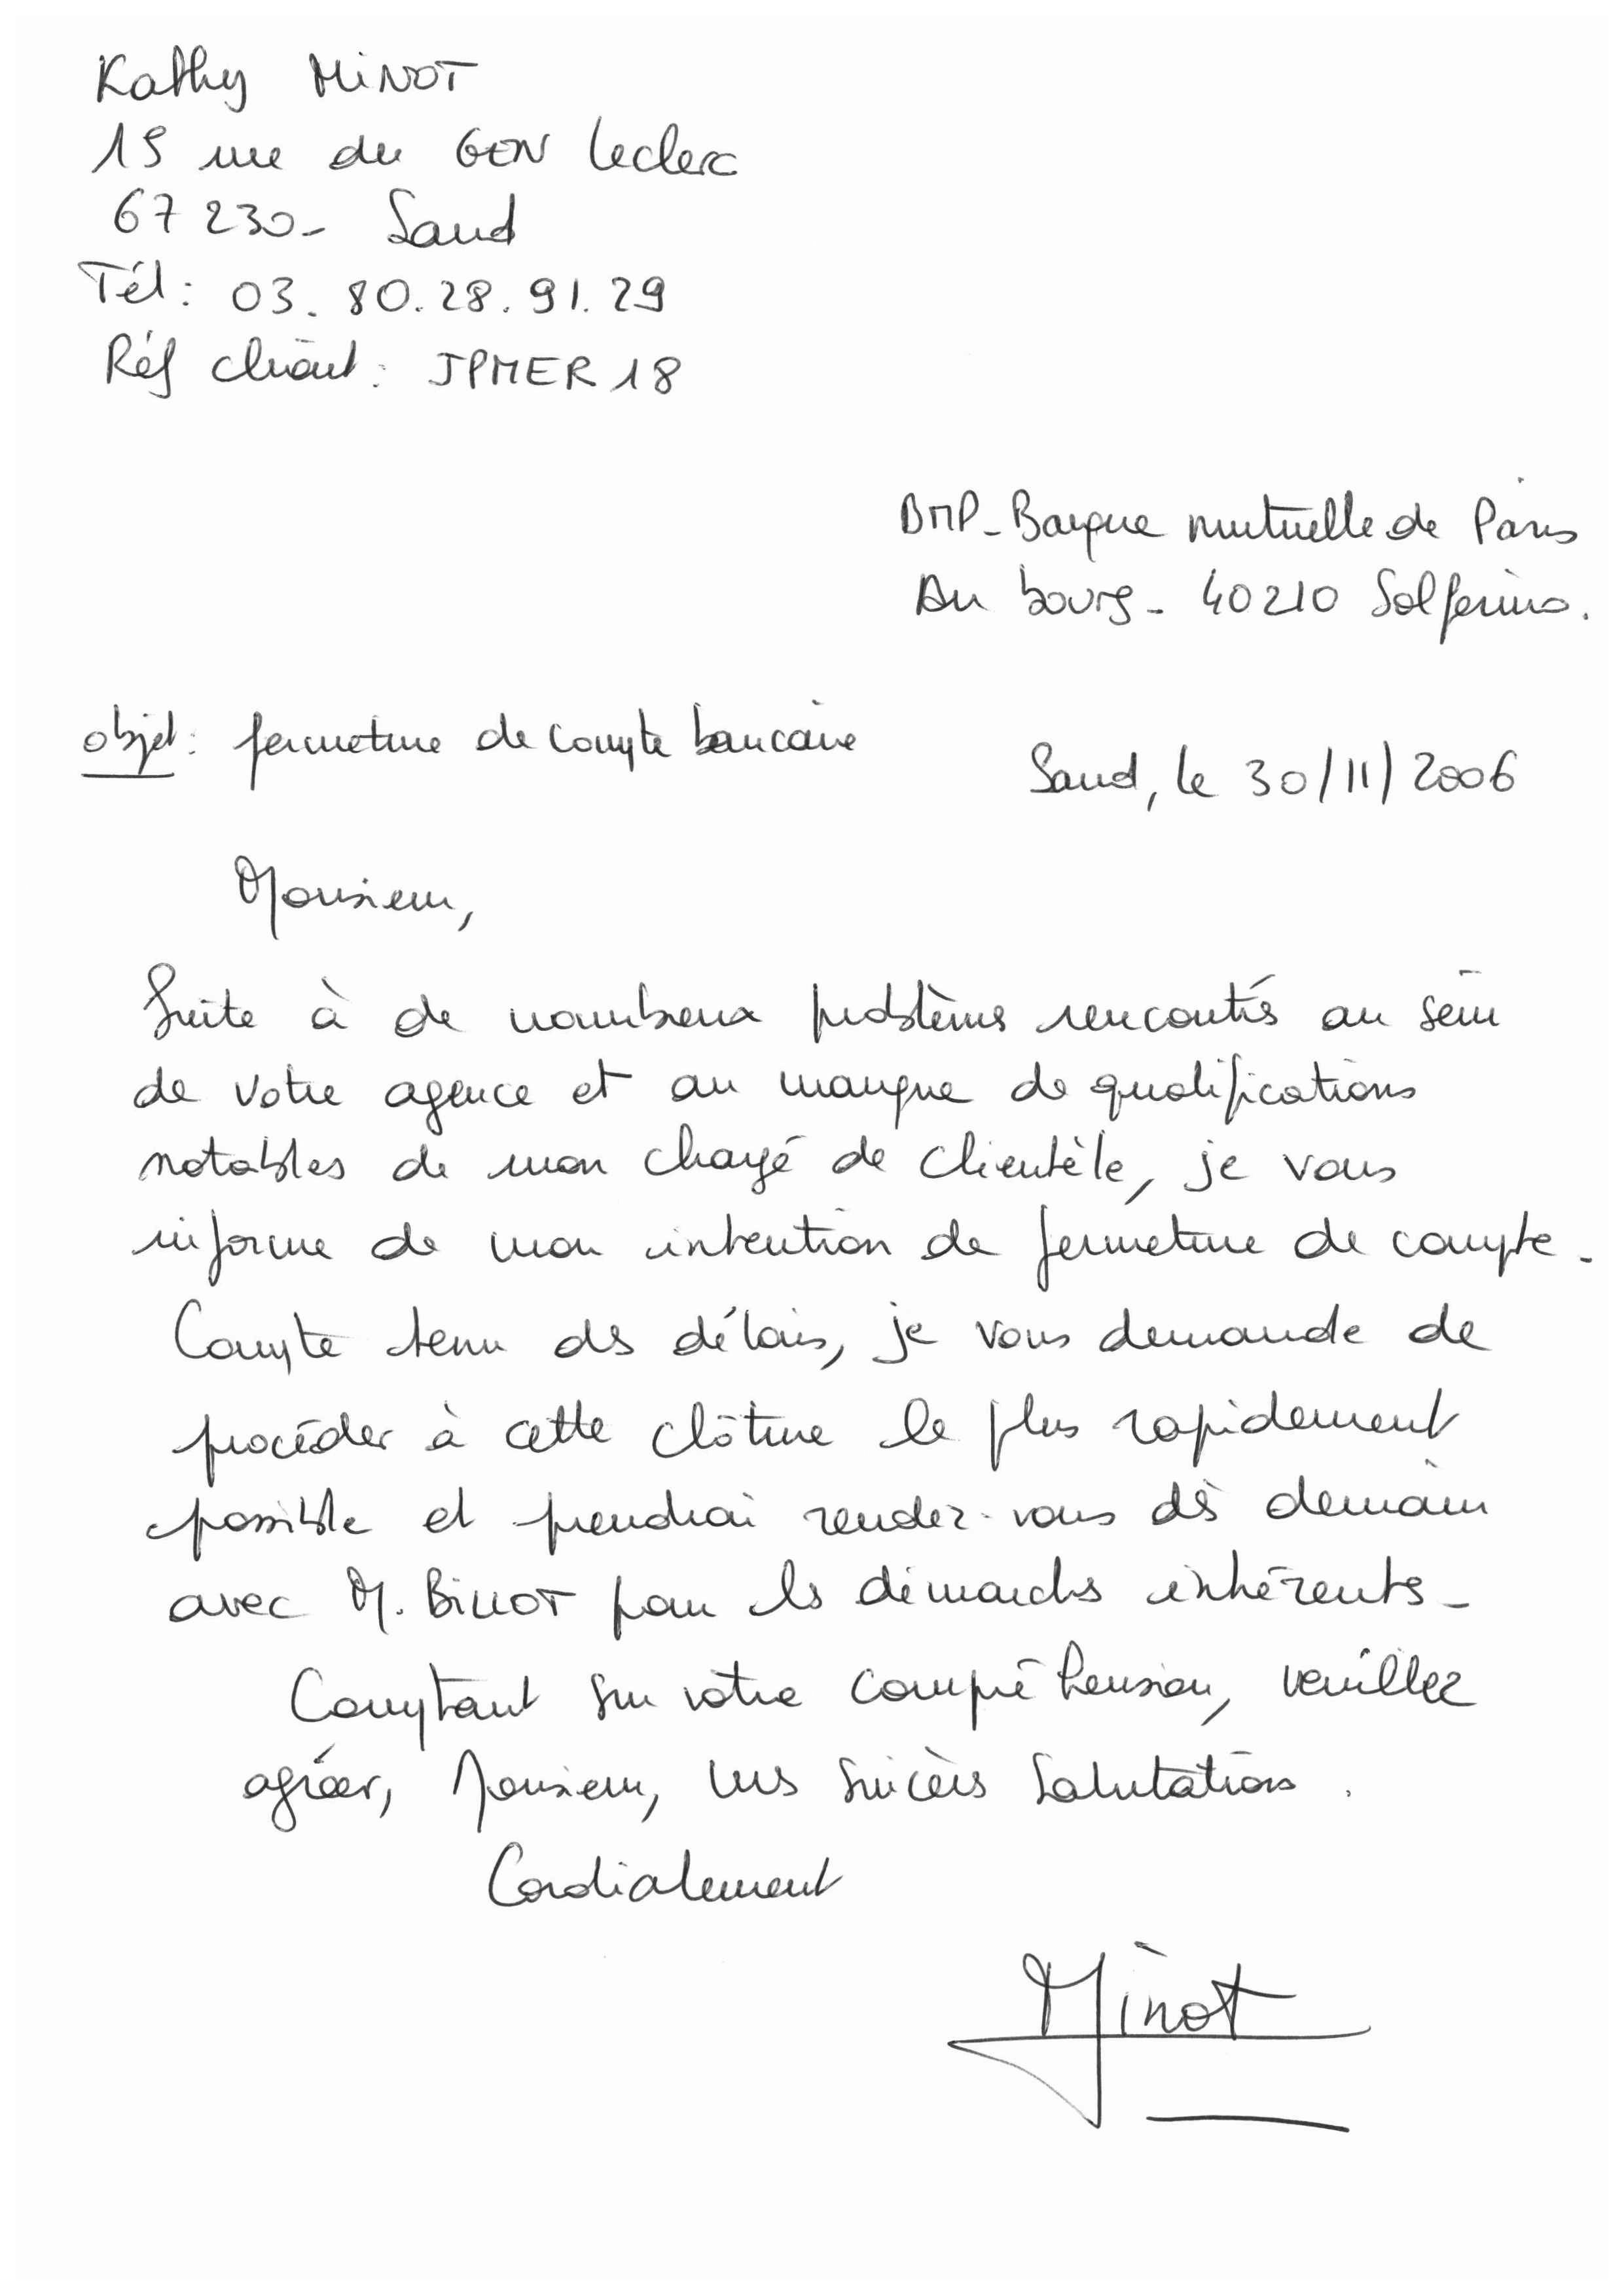 Kathy MINOT
19 rue du GEN Leclerc
67 230 - Sand
Tél : 03. 80. 28. 91. 29
Réf client : JPMER 18
BMP - Banque mutuelle de Paris
Au bourg - 40210 Solférino.
objet : fermeture de compte bancaire
Sand, le 30/11/2006
Monsieur,
Suite à de nombreux problèmes rencontrés au sein
de votre agence et au manque de qualifications
notables de mon chargé de clientèle, je vous
informe de mon intention de fermeture de compte.
Compte tenu des délais, je vous demande de
procéder à cette clôture le plus rapidement
possible et prendrai rendez-vous dès demain
avec M. BILLOT pour les démarches inhérents -
Comptant sur votre compréhension, veuillez
agréer, Monsieur, mes sincères salutations.
Cordialement
Minot